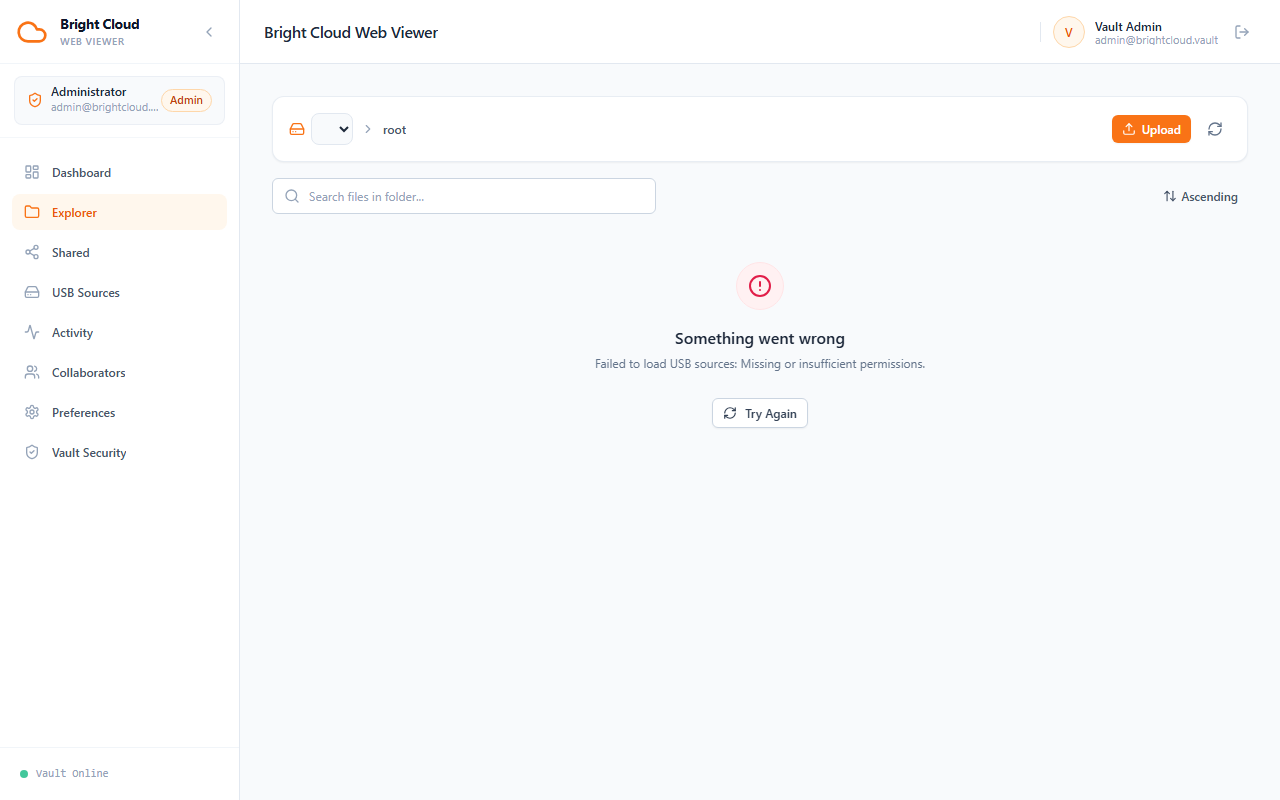 Bright Cloud
WEB VIEWER
Administrator
admin@brightcloud....
Admin
Dashboard
Explorer
Shared
USB Sources
Activity
Collaborators
Preferences
Vault Security
Vault Online
Bright Cloud Web Viewer
V
Vault Admin
admin@brightcloud.vault
root
Upload
Search files in folder...
Ascending
Something went wrong
Failed to load USB sources: Missing or insufficient permissions.
Try Again